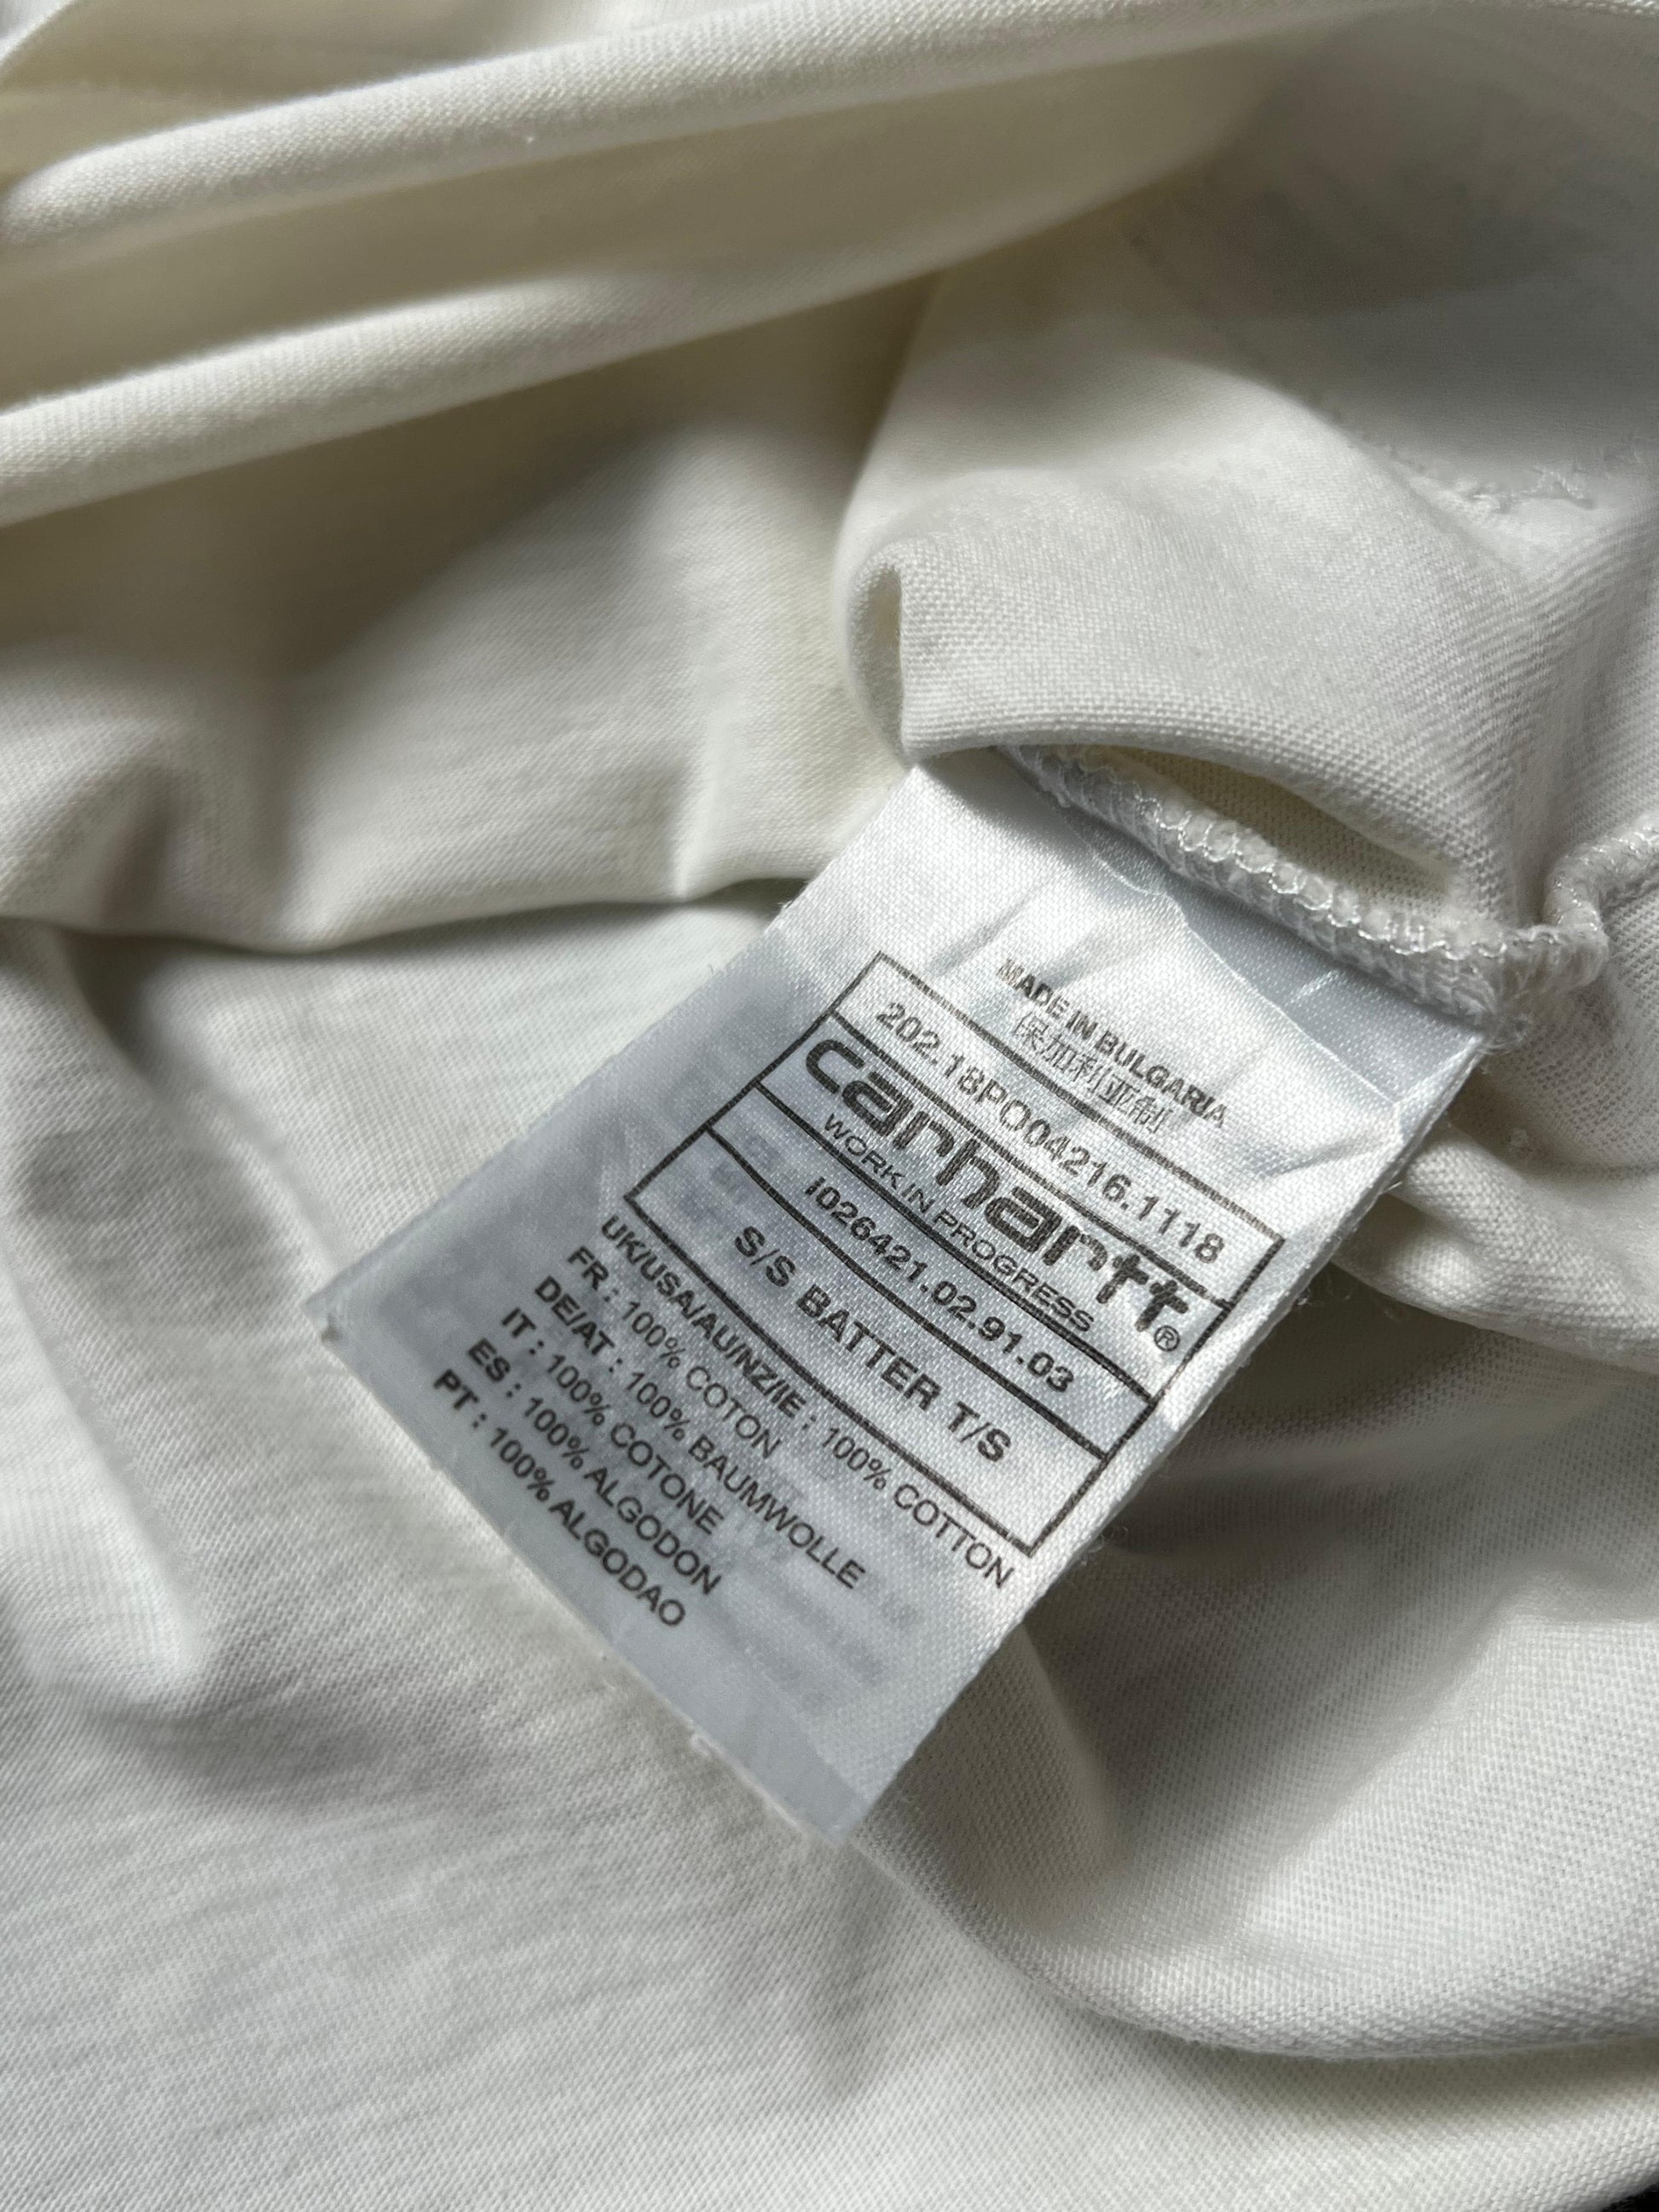 MADE IN BULGARIA
保加利亚制
202.18PO04216.1118
carhartt®
WORK IN PROGRESS
I026421.02.91.03
S/S BATTER T/S
UK/USA/AU/NZ/IE : 100% COTTON
FR : 100% COTON
DE/AT : 100% BAUMWOLLE
IT : 100% COTONE
ES : 100% ALGODON
PT : 100% ALGODAO